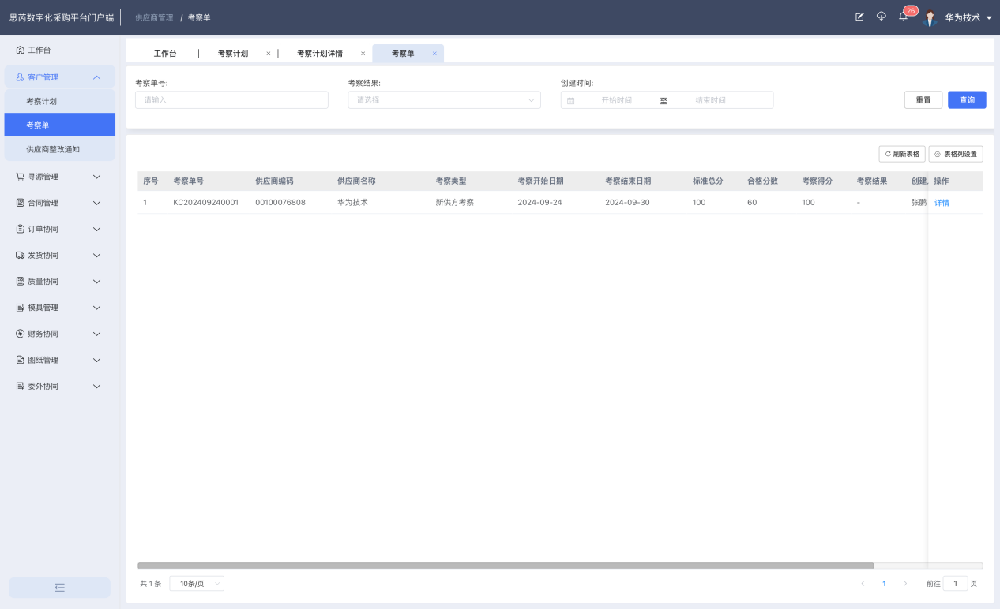 思芮数字化采购平台门户端 供应商管理 / 考察单 26 华为技术
工作台
客户管理
考察计划
考察单
供应商整改通知
寻源管理
合同管理
订单协同
发货协同
质量协同
模具管理
财务协同
图纸管理
委外协同
工作台 考察计划 × 考察计划详情 × 考察单 ×
考察单号: 考察结果: 创建时间:
请输入 请选择 开始时间 至 结束时间 重置 查询
刷新表格 表格列设置
序号 考察单号 供应商编码 供应商名称 考察类型 考察开始日期 考察结束日期 标准总分 合格分数 考察得分 考察结果 创建 操作
1 KC202409240001 00100076808 华为技术 新供方考察 2024-09-24 2024-09-30 100 60 100 - 张鹏 详情
共 1 条 10条/页 1 前往 1 页